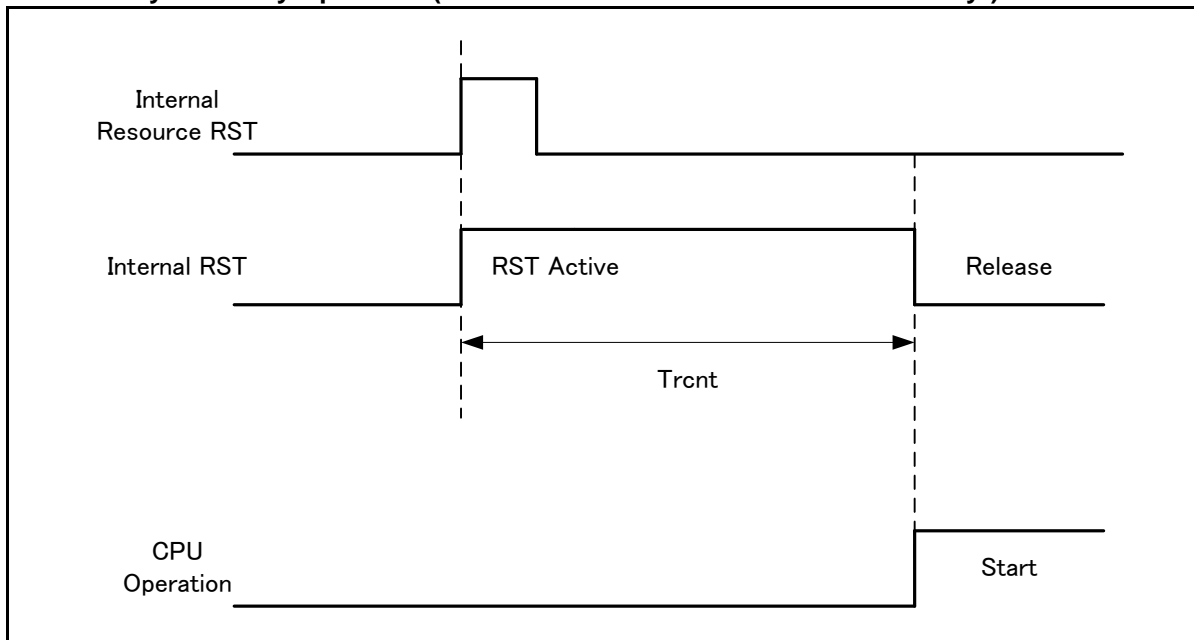 Internal
Resource RST
Internal RST
RST Active
Release
Trcnt
CPU
Operation
Start